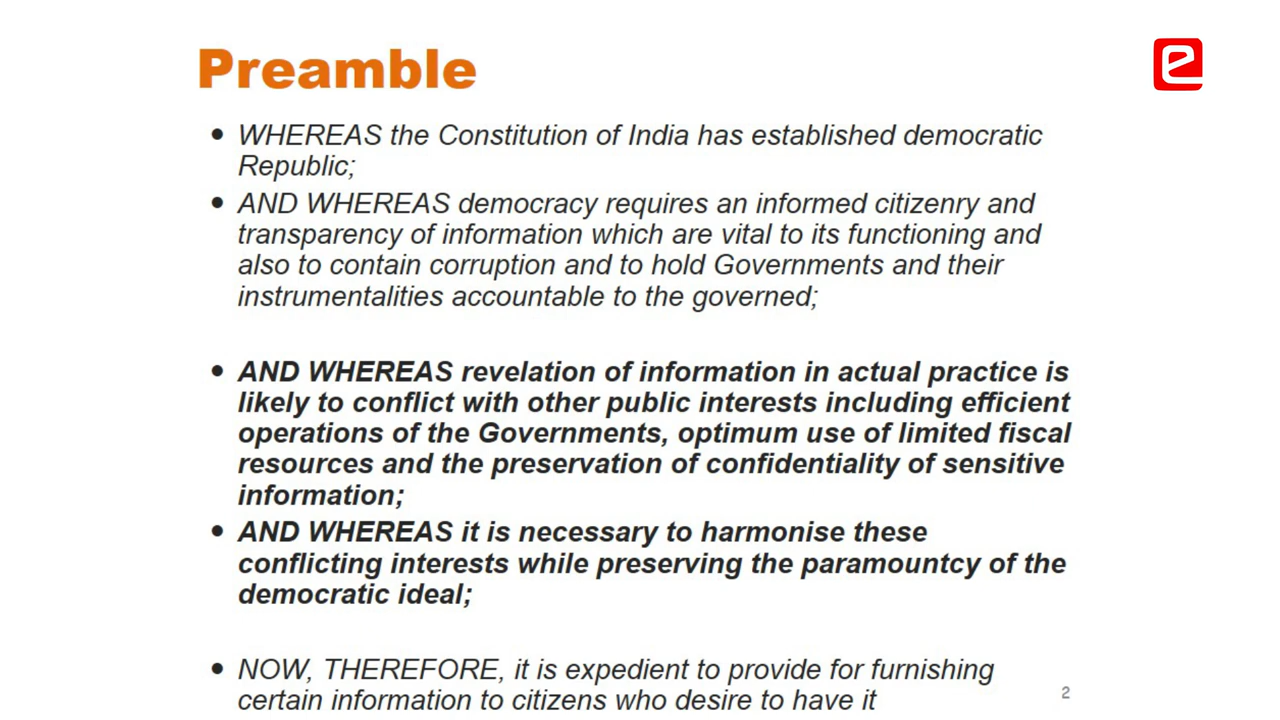 Preamble
• WHEREAS the Constitution of India has established democratic
Republic;
• AND WHEREAS democracy requires an informed citizenry and
transparency of information which are vital to its functioning and
also to contain corruption and to hold Governments and their
instrumentalities accountable to the governed;
• AND WHEREAS revelation of information in actual practice is
likely to conflict with other public interests including efficient
operations of the Governments, optimum use of limited fiscal
resources and the preservation of confidentiality of sensitive
information;
• AND WHEREAS it is necessary to harmonise these
conflicting interests while preserving the paramountcy of the
democratic ideal;
• NOW, THEREFORE, it is expedient to provide for furnishing
certain information to citizens who desire to have it
2
e